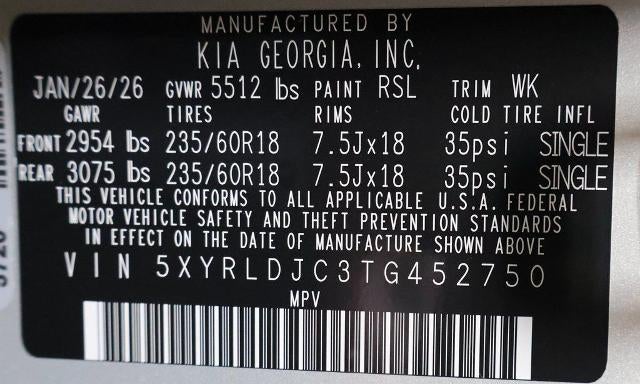 MANUFACTURED BY
KIA GEORGIA, INC.
JAN/26/26 GVWR 5512 lbs PAINT RSL TRIM WK
GAWR TIRES RIMS COLD TIRE INFL
FRONT 2954 lbs 235/60R18 7.5Jx18 35psi SINGLE
REAR 3075 lbs 235/60R18 7.5Jx18 35psi SINGLE
THIS VEHICLE CONFORMS TO ALL APPLICABLE U.S.A. FEDERAL
MOTOR VEHICLE SAFETY AND THEFT PREVENTION STANDARDS
IN EFFECT ON THE DATE OF MANUFACTURE SHOWN ABOVE
VIN 5XYRLDJC3TG452750
MPV